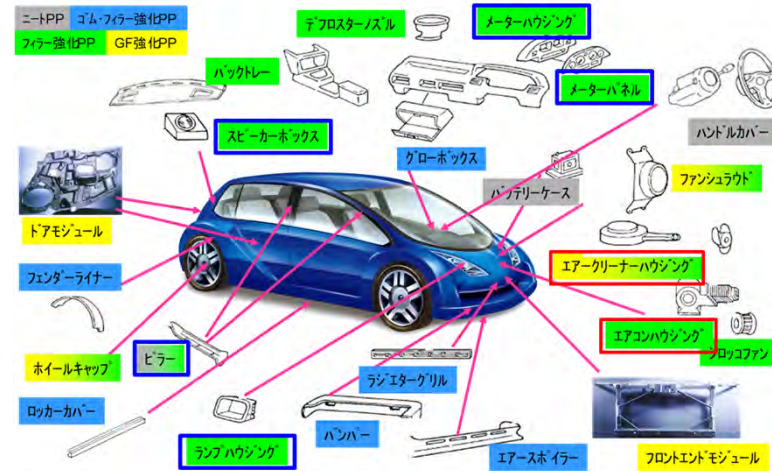 ニートPP
ゴム・フィラー強化PP
フィラー強化PP
GF強化PP
デフロスターノズル
メーターハウジング
バックトレー
メーターパネル
スピーカーボックス
ハンドルカバー
グローボックス
バッテリーケース
ファンシュラウド
ドアモジュール
フェンダーライナー
エアークリーナーハウジング
エアコンハウジング
シロッコファン
ホイールキャップ
ピラー
ラジエターグリル
ロッカーカバー
バンパー
ランプハウジング
エアースポイラー
フロントエンドモジュール